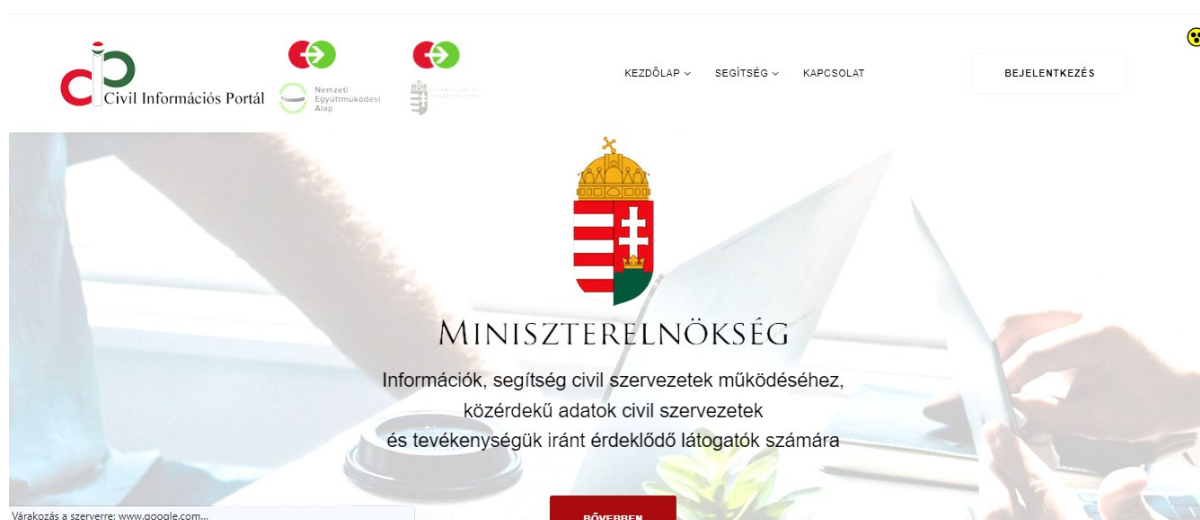 Civil Információs Portál
Nemzeti
Együttműködési
Alap
KEZDŐLAP
SEGÍTSÉG
KAPCSOLAT
BEJELENTKEZÉS
MINISZTERELNÖKSÉG
Információk, segítség civil szervezetek működéséhez,
közérdekű adatok civil szervezetek
és tevékenységük iránt érdeklődő látogatók számára
BŐVEBBEN
Várakozás a szerverre: www.google.com...